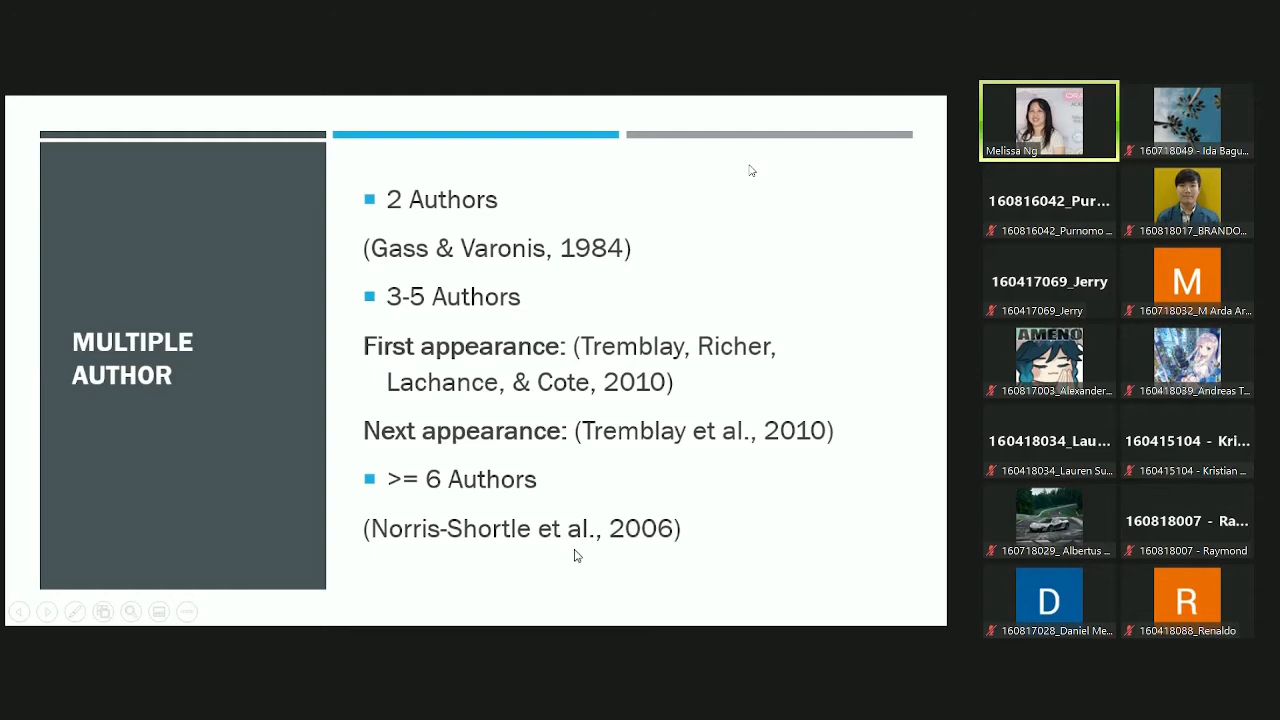 MULTIPLE
AUTHOR
2 Authors
(Gass & Varonis, 1984)
3-5 Authors
First appearance: (Tremblay, Richer,
Lachance, & Cote, 2010)
Next appearance: (Tremblay et al., 2010)
>= 6 Authors
(Norris-Shortle et al., 2006)
Melissa Ng
160718049 - Ida Bagu...
160816042_Pur...
160816042_Purnomo ...
160818017_BRANDO...
160417069_Jerry
160417069_Jerry
M
160718032_M Arda Ar...
AMENO
160817003_Alexander...
160418039_Andreas T...
160418034_Lau...
160418034_Lauren Su...
160415104 - Kri...
160415104 - Kristian ...
160718029_ Albertus ...
160818007 - Ra...
160818007 - Raymond
D
160817028_Daniel Me...
R
160418088_Renaldo